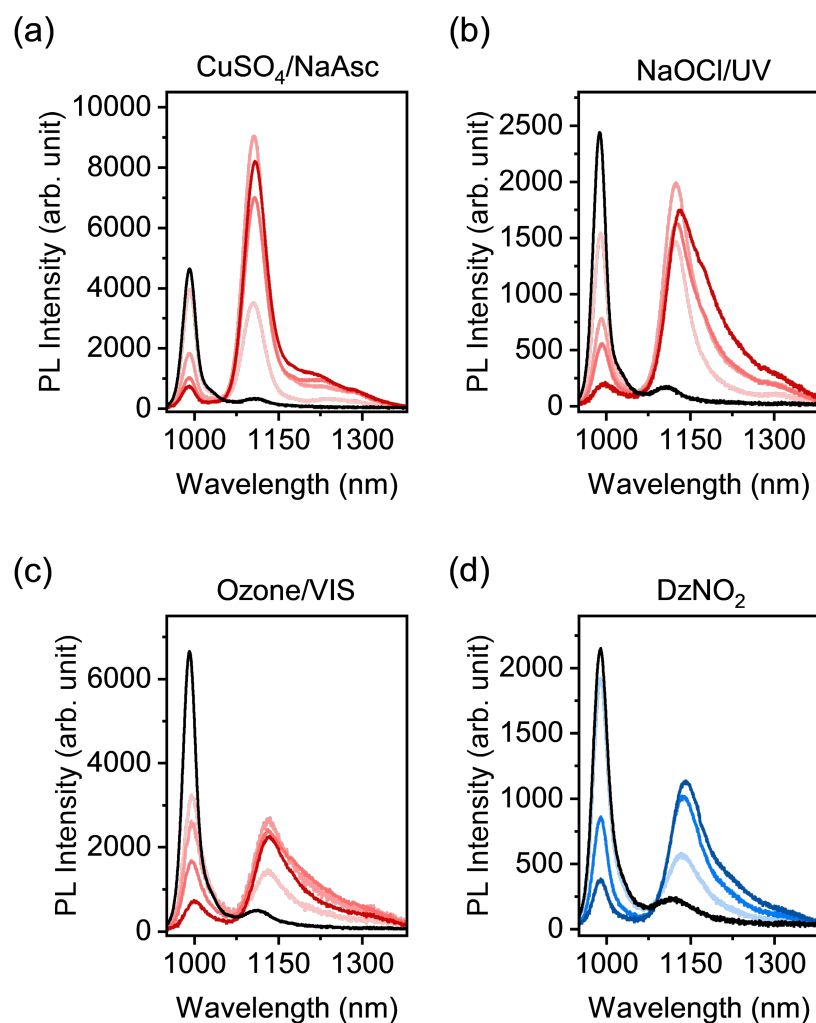 (a)
CuSO₄/NaAsc
PL Intensity (arb. unit)
10000
8000
6000
4000
2000
0
1000 1150 1300
Wavelength (nm)
(b)
NaOCl/UV
PL Intensity (arb. unit)
2500
2000
1500
1000
500
0
1000 1150 1300
Wavelength (nm)
(c)
Ozone/VIS
PL Intensity (arb. unit)
6000
4000
2000
0
1000 1150 1300
Wavelength (nm)
(d)
DzNO₂
PL Intensity (arb. unit)
2000
1500
1000
500
0
1000 1150 1300
Wavelength (nm)